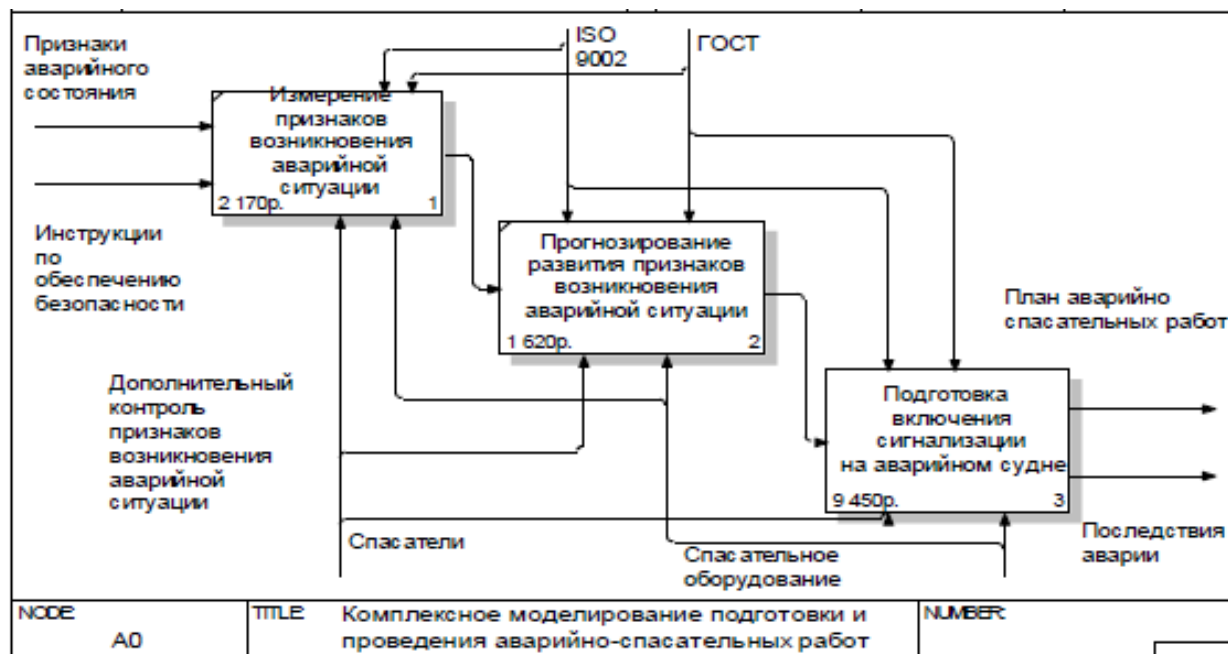 Признаки
аварийного
состояния
ISO
9002
ГОСТ
Измерение
признаков
возникновения
аварийной
ситуации
2 170р.
1
Инструкции
по
обеспечению
безопасности
Прогнозирование
развития признаков
возникновения
аварийной ситуации
1 620р.
2
План аварийно
спасательных работ
Дополнительный
контроль
признаков
возникновения
аварийной
ситуации
Подготовка
включения
сигнализации
на аварийном судне
9 450р.
3
Спасатели
Спасательное
оборудование
Последствия
аварии
NODE:
A0
TITLE:
Комплексное моделирование подготовки и
проведения аварийно-спасательных работ
NUMBER: